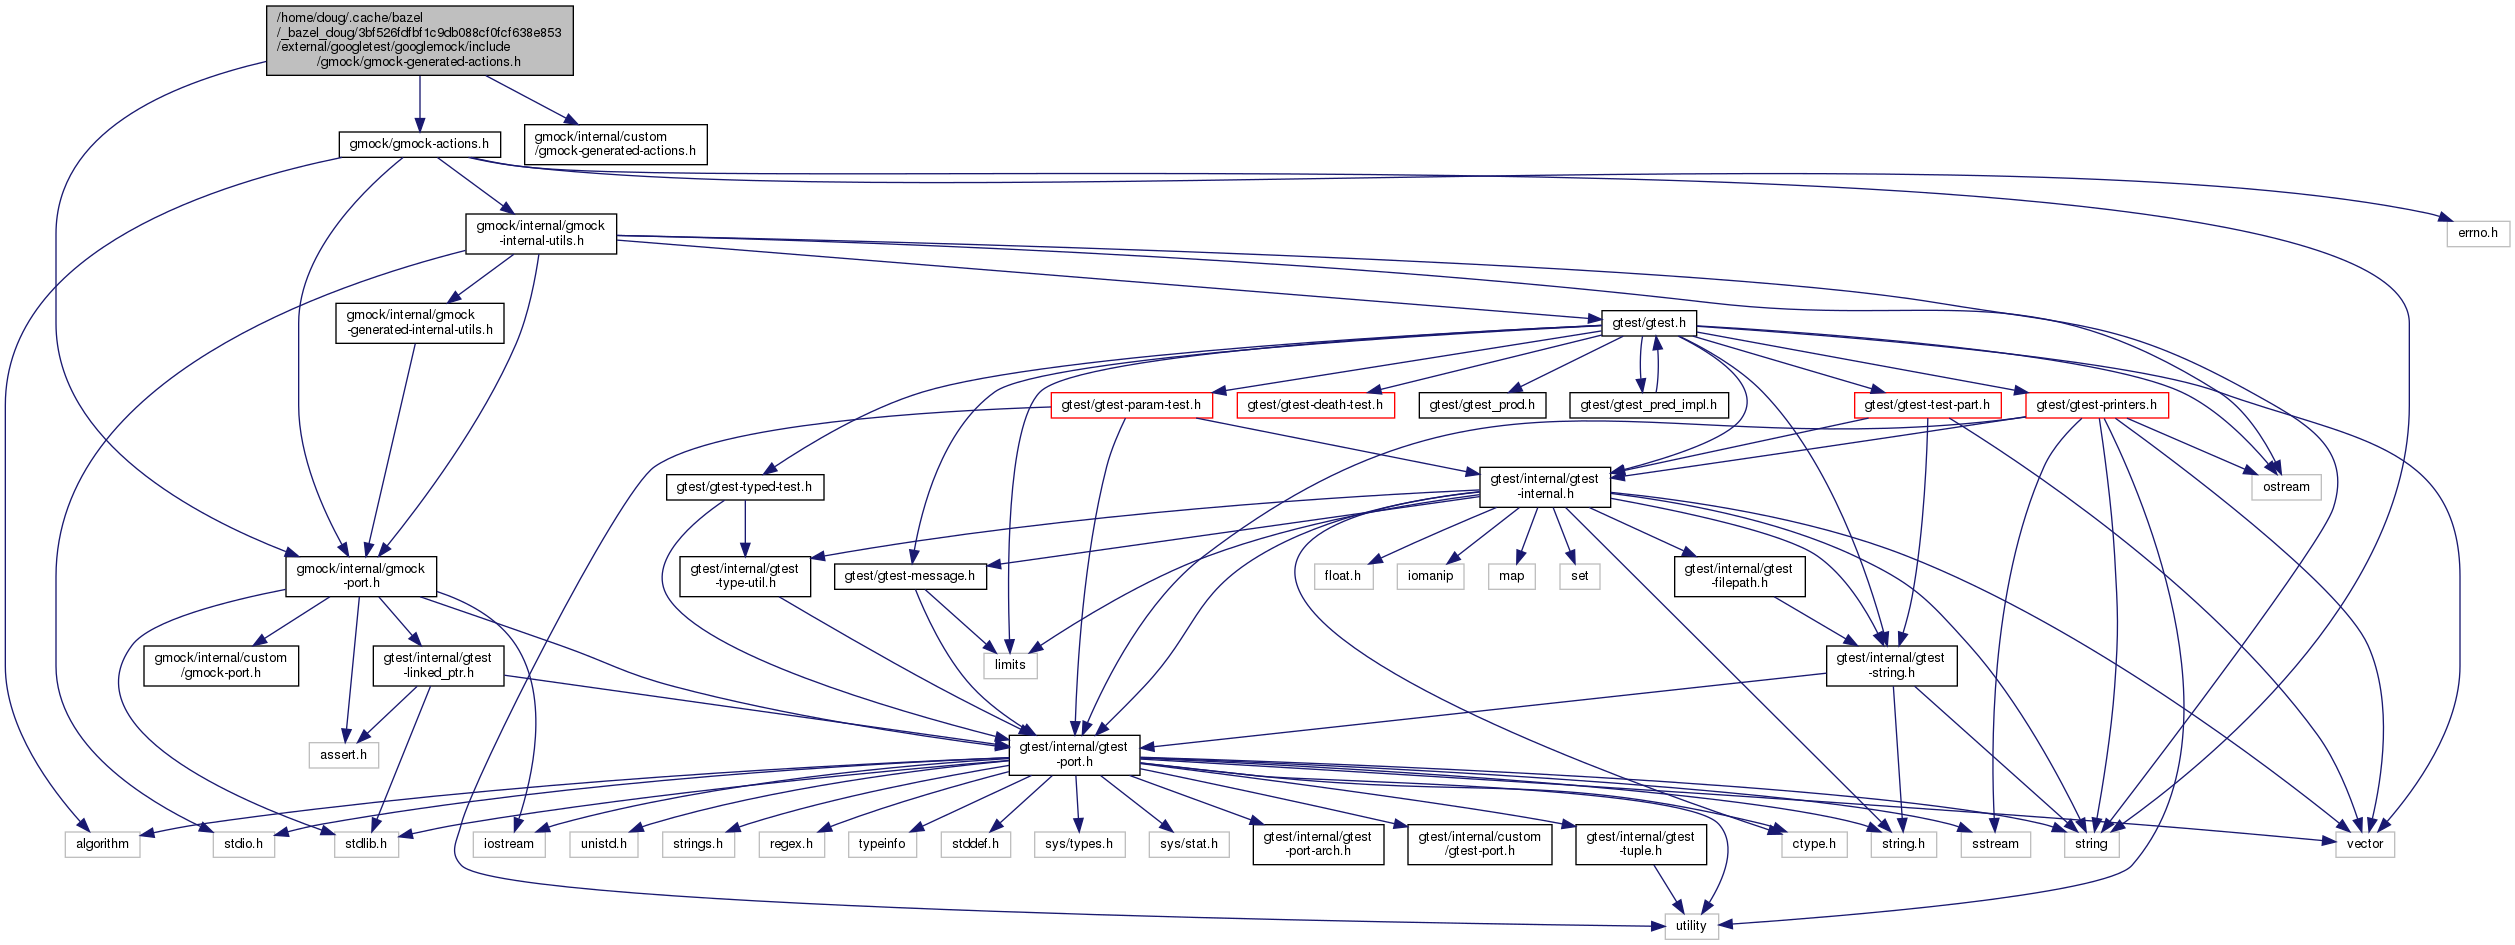 /home/doug/.cache/bazel
/_bazel_doug/3bf526fdfbf1c9db088cf0fcf638e853
/external/googletest/googlemock/include
/gmock/gmock-generated-actions.h
gmock/gmock-actions.h
gmock/internal/custom
/gmock-generated-actions.h
gmock/internal/gmock
-internal-utils.h
errno.h
gmock/internal/gmock
-generated-internal-utils.h
gtest/gtest.h
gtest/gtest-param-test.h
gtest/gtest-death-test.h
gtest/gtest_prod.h
gtest/gtest_pred_impl.h
gtest/gtest-test-part.h
gtest/gtest-printers.h
gtest/gtest-typed-test.h
gtest/internal/gtest
-internal.h
ostream
gmock/internal/gmock
-port.h
gtest/internal/gtest
-type-util.h
gtest/gtest-message.h
float.h
iomanip
map
set
gtest/internal/gtest
-filepath.h
gmock/internal/custom
/gmock-port.h
gtest/internal/gtest
-linked_ptr.h
limits
gtest/internal/gtest
-string.h
assert.h
gtest/internal/gtest
-port.h
algorithm
stdio.h
stdlib.h
iostream
unistd.h
strings.h
regex.h
typeinfo
stddef.h
sys/types.h
sys/stat.h
gtest/internal/gtest
-port-arch.h
gtest/internal/custom
/gtest-port.h
gtest/internal/gtest
-tuple.h
ctype.h
string.h
sstream
string
vector
utility